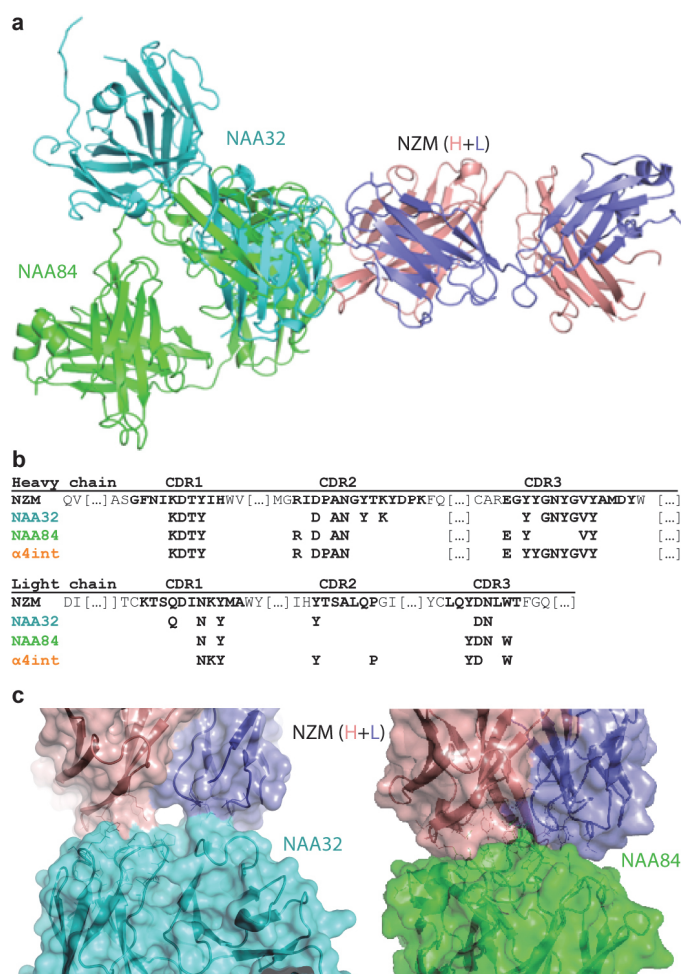 a
NAA32
NZM (H+L)
NAA84
b
Heavy chain CDR1 CDR2 CDR3
NZM QV[…]ASGFNIKDTYIHWV[…]MGRIDPANGYTKYDPKFQ[…]CAREGYYGNYGVYAMDYW […]
NAA32 KDTY D AN Y K […] Y GNYGVY […]
NAA84 KDTY R D AN […] E Y VY […]
α4int KDTY R DPAN […] E YYGNYGVY […]
Light chain CDR1 CDR2 CDR3
NZM DI[…]]TCKTSQDINKYMAWY[…]IHYTSALQPGI[…]YCLQYDNLWTFGQ[…]
NAA32 Q N Y Y DN
NAA84 N Y YDN W
α4int NKY Y P YD W
c
NZM (H+L)
NAA32
NAA84